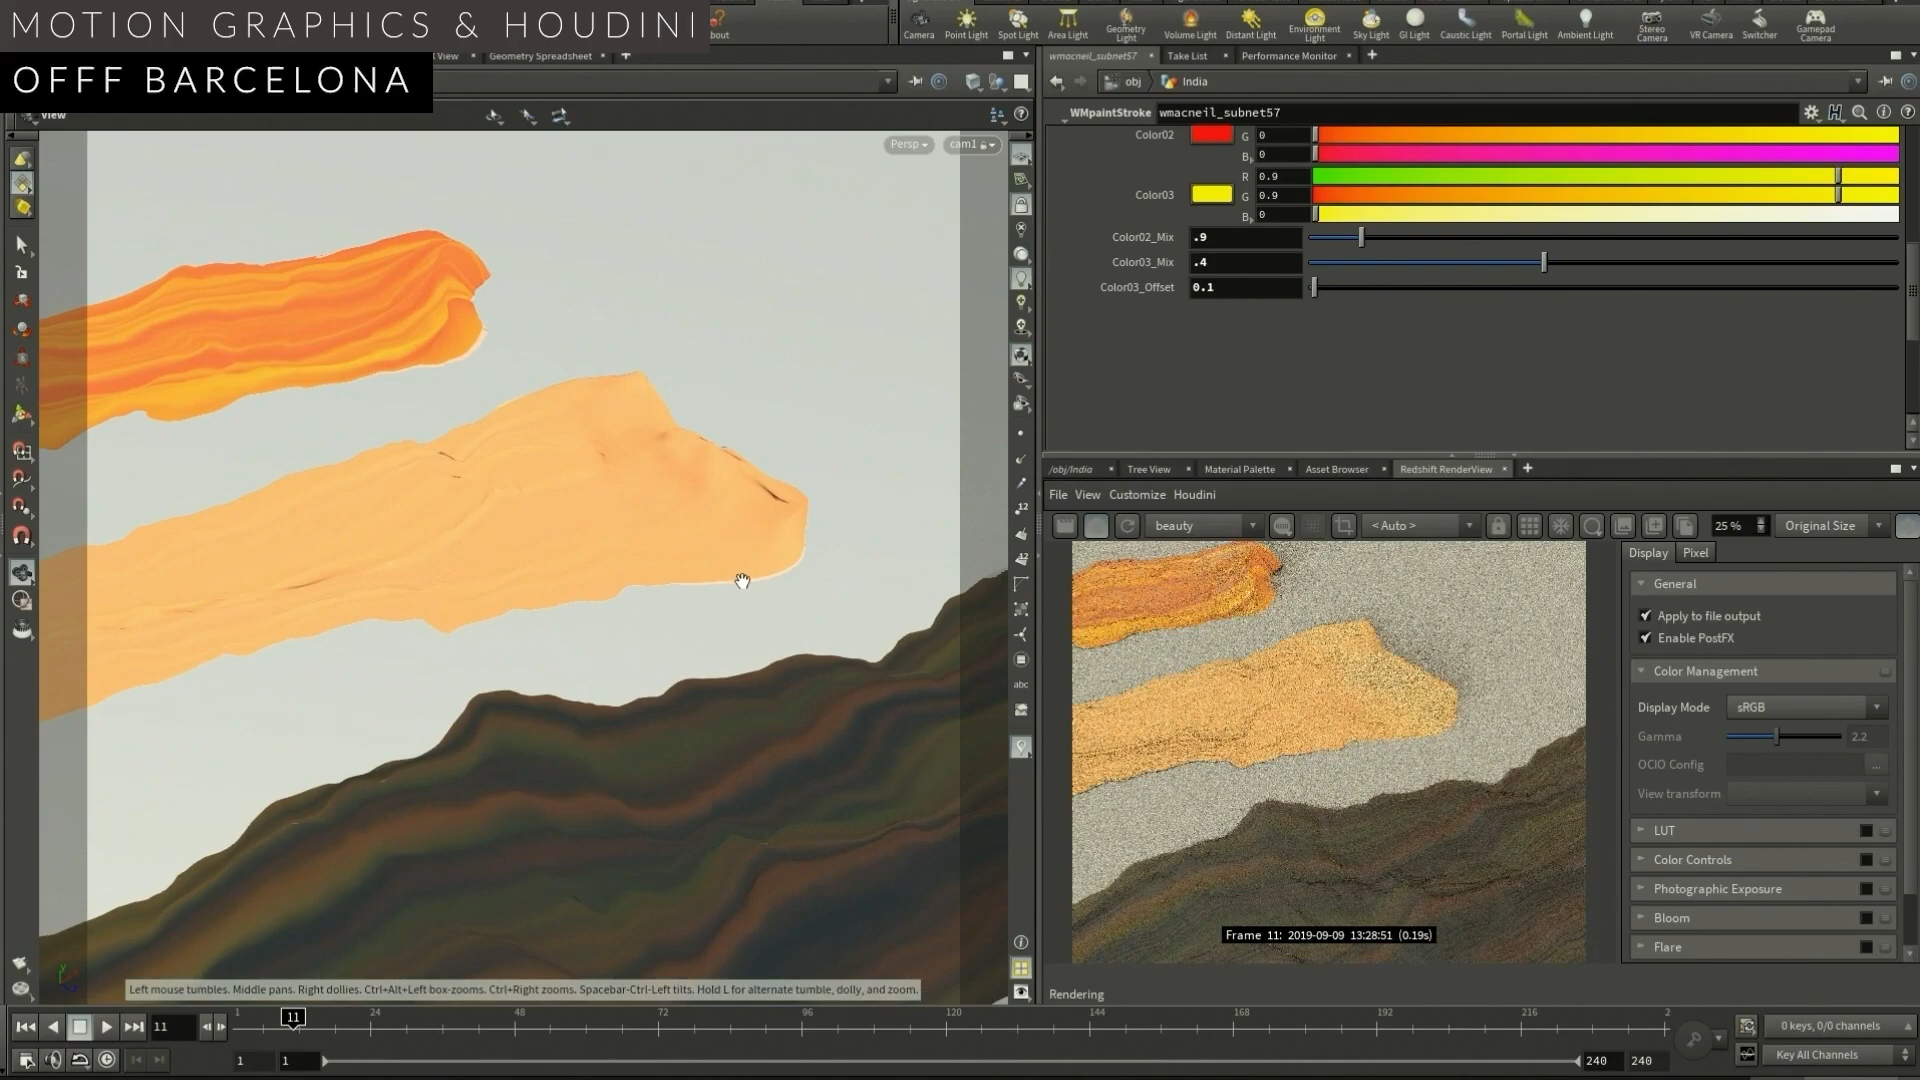 MOTION GRAPHICS & HOUDINI
OFFF BARCELONA
bout
Camera
Point Light
Spot Light
Area Light
Geometry Light
Volume Light
Distant Light
Environment Light
Sky Light
GI Light
Caustic Light
Portal Light
Ambient Light
Stereo Camera
VR Camera
Switcher
Gamepad Camera
View
Geometry Spreadsheet
wmacneil_subnet57
Take List
Performance Monitor
obj
India
View
WMpaintStroke
wmacneil_subnet57
Persp
cam1
Color02
G 0
B 0
Color03
R 0.9
G 0.9
B 0
Color02_Mix .9
Color03_Mix .4
Color03_Offset 0.1
12
12
abc
/obj/India
Tree View
Material Palette
Asset Browser
Redshift RenderView
File View Customize Houdini
beauty
< Auto >
25 %
Original Size
Display
Pixel
General
Apply to file output
Enable PostFX
Color Management
Display Mode sRGB
Gamma 2.2
OCIO Config ...
View transform
LUT
Color Controls
Photographic Exposure
Bloom
Flare
Frame 11: 2019-09-09 13:28:51 (0.19s)
Rendering
Left mouse tumbles. Middle pans. Right dollies. Ctrl+Alt+Left box-zooms. Ctrl+Right zooms. Spacebar-Ctrl-Left tilts. Hold L for alternate tumble, dolly, and zoom.
11
1 11 24 48 72 96 120 144 168 192 216 2
0 keys, 0/0 channels
1 1 240 240
Key All Channels